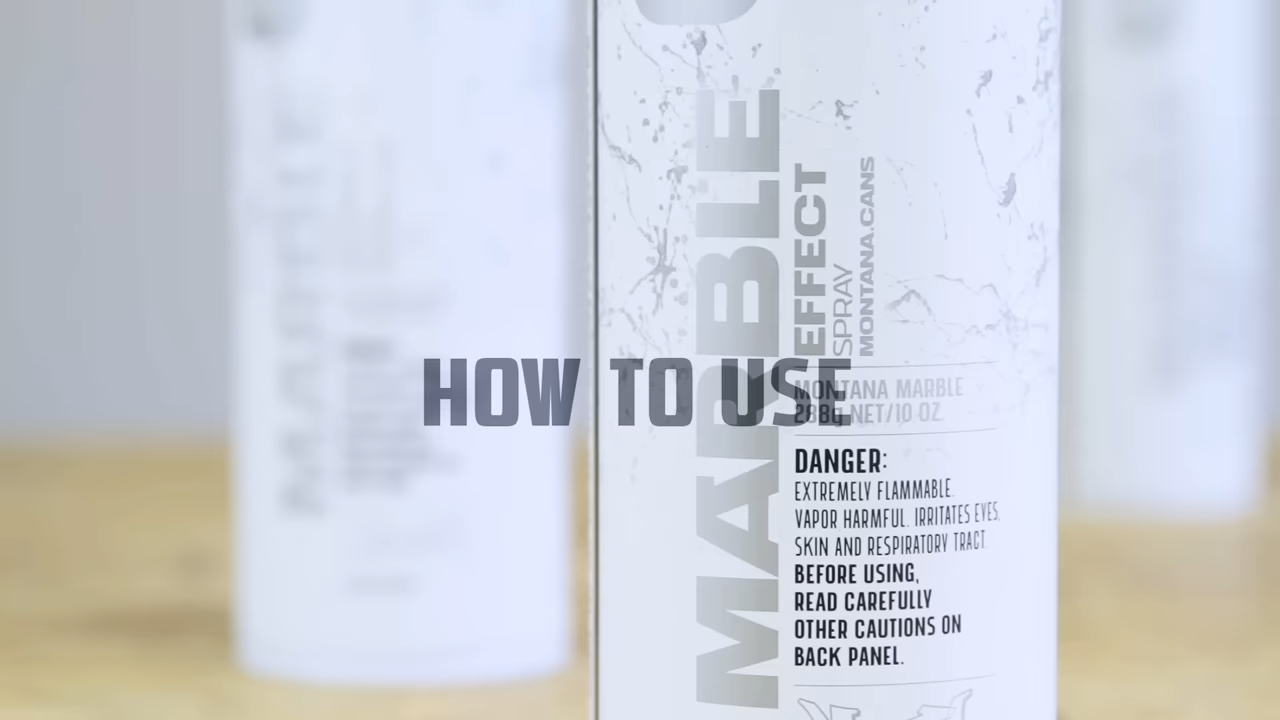 MARBLE
EFFECT
SPRAY
MONTANA.CANS
HOW TO USE
MONTANA MARBLE
288g NET/10 OZ.
DANGER:
EXTREMELY FLAMMABLE.
VAPOR HARMFUL. IRRITATES EYES,
SKIN AND RESPIRATORY TRACT.
BEFORE USING,
READ CAREFULLY
OTHER CAUTIONS ON
BACK PANEL.
MARBLE